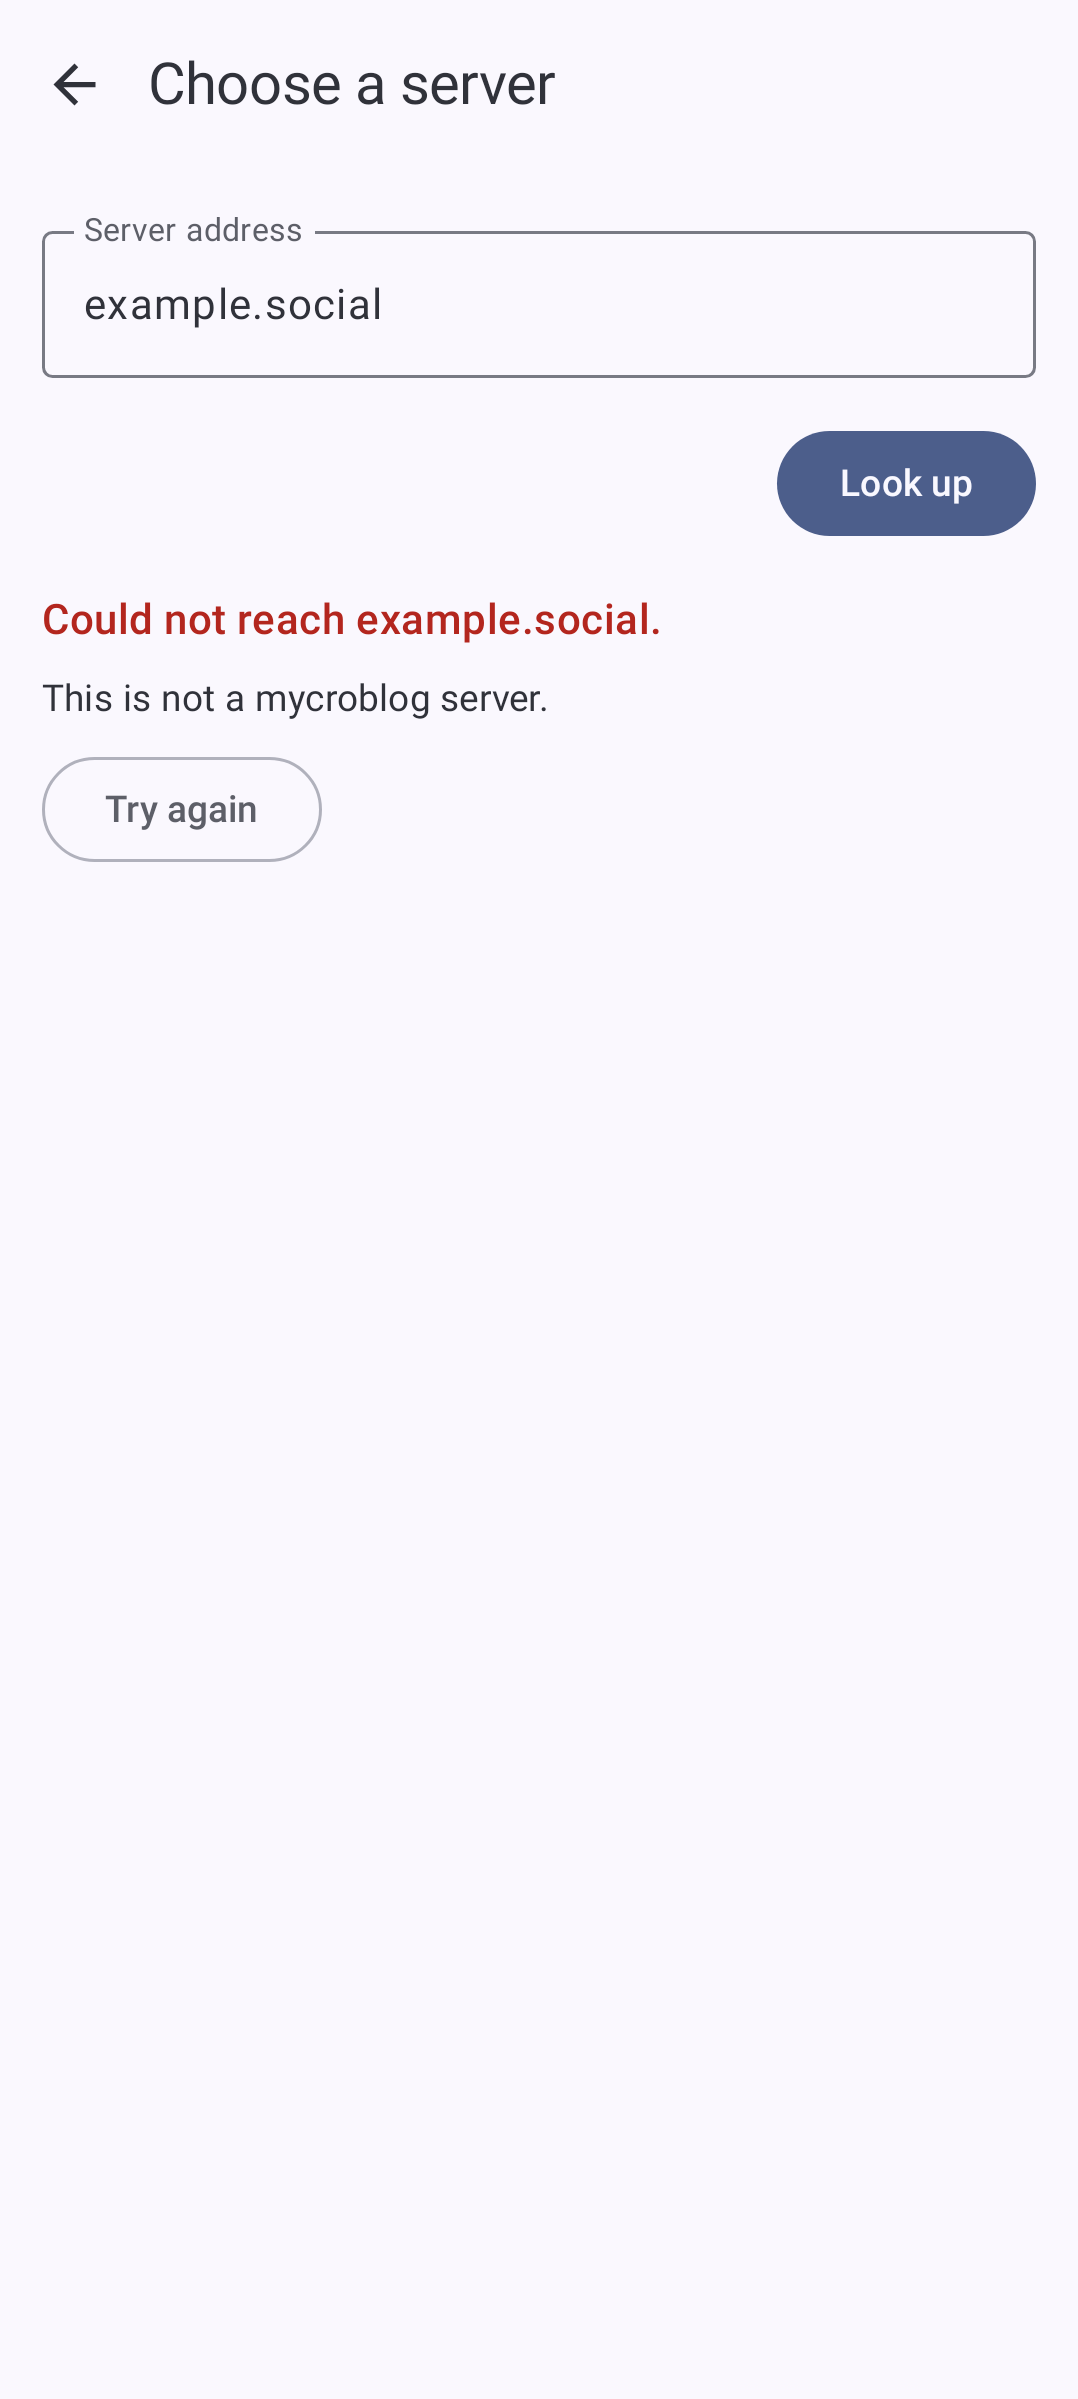 Choose a server
Server address
example.social
Look up
Could not reach example.social.
This is not a mycroblog server.
Try again